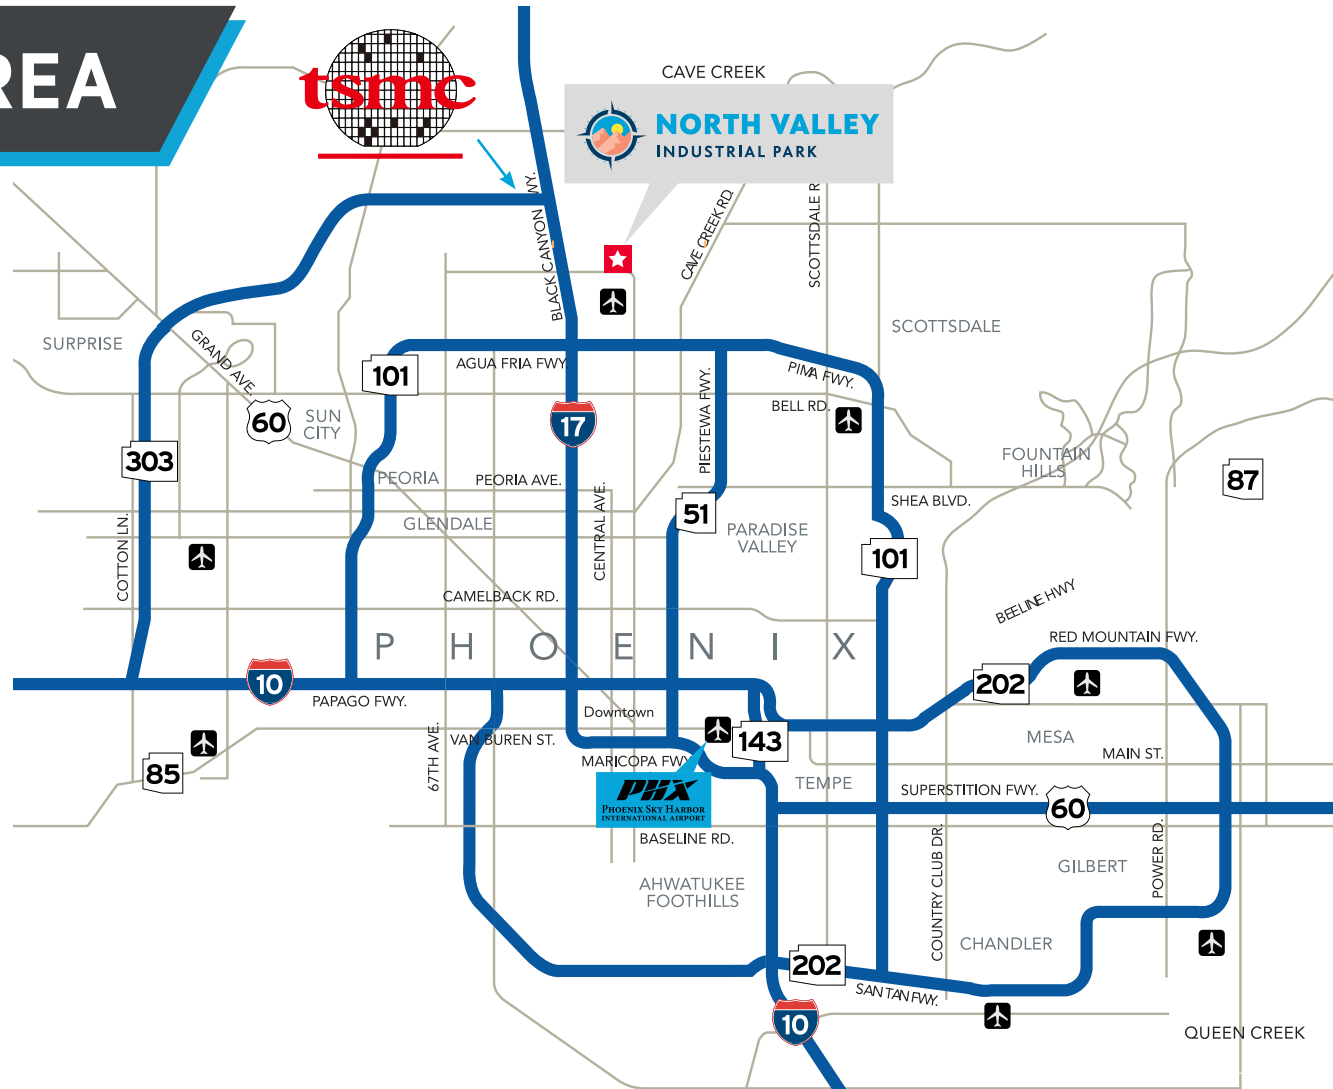 REA
tsmc
CAVE CREEK
NORTH VALLEY
INDUSTRIAL PARK
BLACK CANYON WY.
CAVE CREEK RD.
SCOTTSDALE R
SURPRISE
GRAND AVE.
SCOTTSDALE
101
AGUA FRIA FWY.
PIMA FWY.
PIESTEWA FWY.
BELL RD.
60
SUN
CITY
17
303
PEORIA
PEORIA AVE.
FOUNTAIN
HILLS
87
GLENDALE
CENTRAL AVE.
51
SHEA BLVD.
PARADISE
VALLEY
101
COTTON LN.
CAMELBACK RD.
BEELINE HWY
PHOENIX
RED MOUNTAIN FWY.
10
PAPAGO FWY.
202
Downtown
67TH AVE.
VAN BUREN ST.
143
MESA
MAIN ST.
85
MARICOPA FWY
TEMPE
SUPERSTITION FWY.
60
PHX
PHOENIX SKY HARBOR
INTERNATIONAL AIRPORT
BASELINE RD.
COUNTRY CLUB DR.
POWER RD.
GILBERT
AHWATUKEE
FOOTHILLS
CHANDLER
202
SANTAN FWY.
10
QUEEN CREEK